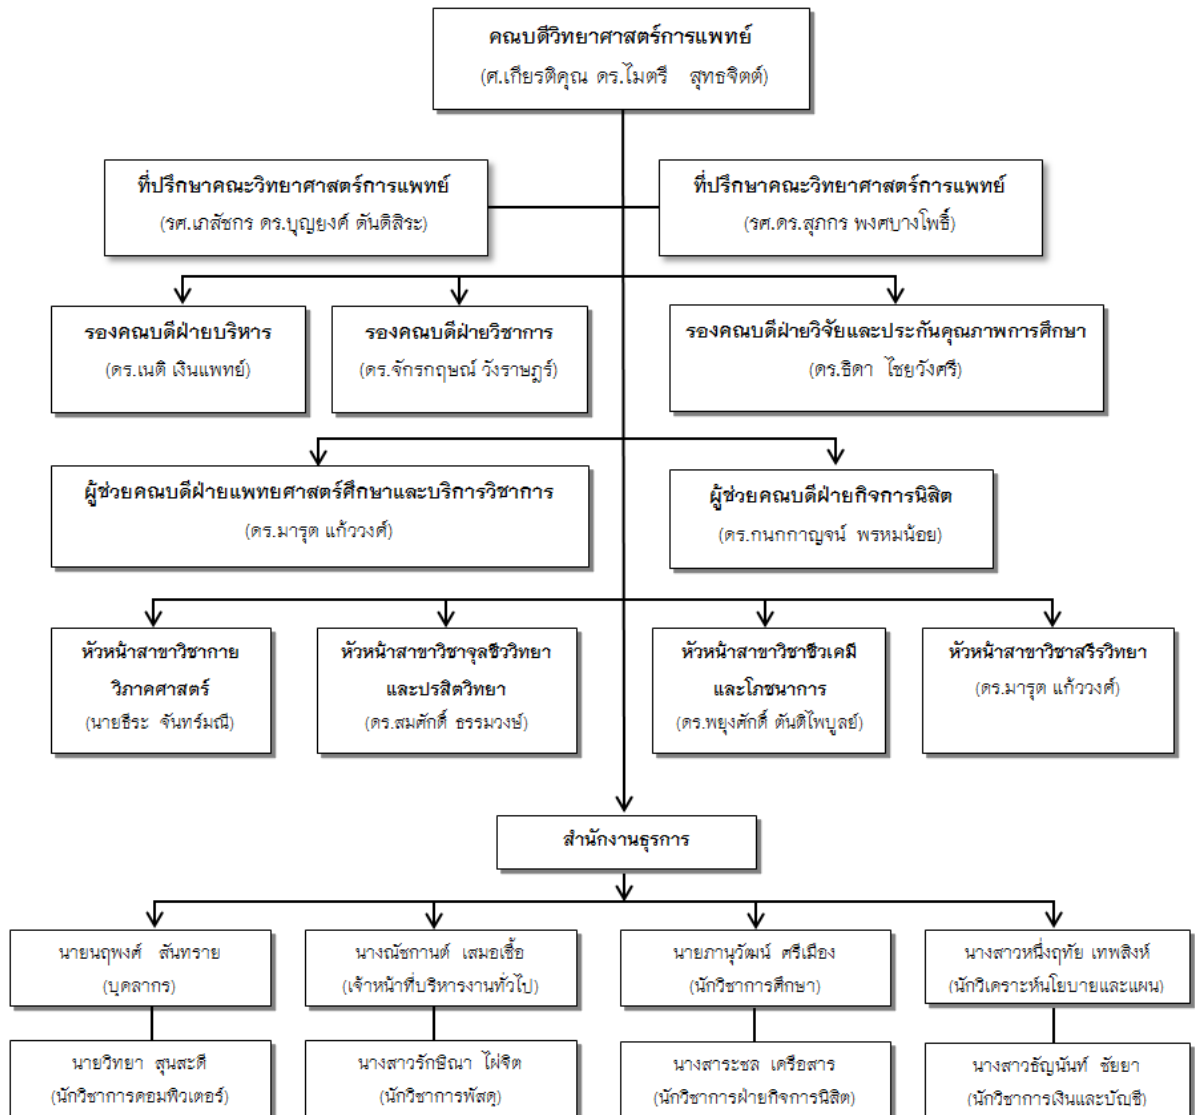 คณบดีวิทยาศาสตร์การแพทย์
(ศ.เกียรติคุณ ดร.ไมตรี สุทธจิตต์)
ที่ปรึกษาคณะวิทยาศาสตร์การแพทย์
(รศ.เภสัชกร ดร.บุญยงค์ ตันติสิระ)
ที่ปรึกษาคณะวิทยาศาสตร์การแพทย์
(รศ.ดร.สุภกร พงศบางโพธิ์)
รองคณบดีฝ่ายบริหาร
(ดร.เนติ เงินแพทย์)
รองคณบดีฝ่ายวิชาการ
(ดร.จักรกฤษณ์ วังราษฎร์)
รองคณบดีฝ่ายวิจัยและประกันคุณภาพการศึกษา
(ดร.ธิดา ไชยวังศรี)
ผู้ช่วยคณบดีฝ่ายแพทยศาสตร์ศึกษาและบริการวิชาการ
(ดร.มารุต แก้ววงศ์)
ผู้ช่วยคณบดีฝ่ายกิจการนิสิต
(ดร.กนกกาญจน์ พรหมน้อย)
หัวหน้าสาขาวิชากาย
วิภาคศาสตร์
(นายธีระ จันทร์มณี)
หัวหน้าสาขาวิชาจุลชีววิทยา
และปรสิตวิทยา
(ดร.สมศักดิ์ ธรรมวงษ์)
หัวหน้าสาขาวิชาชีวเคมี
และโภชนาการ
(ดร.พยุงศักดิ์ ตันติไพบูลย์)
หัวหน้าสาขาวิชาสรีรวิทยา
(ดร.มารุต แก้ววงศ์)
สำนักงานธุรการ
นายนฤพงศ์ สันทราย
(บุคลากร)
นางณัชกานต์ เสมอเชื้อ
(เจ้าหน้าที่บริหารงานทั่วไป)
นายภานุวัฒน์ ศรีเมือง
(นักวิชาการศึกษา)
นางสาวหนึ่งฤทัย เทพสิงห์
(นักวิเคราะห์นโยบายและแผน)
นายวิทยา สุนสะดี
(นักวิชาการคอมพิวเตอร์)
นางสาวรักษิณา ไผ่จิต
(นักวิชาการพัสดุ)
นางสาระชล เครือสาร
(นักวิชาการฝ่ายกิจการนิสิต)
นางสาวธัญนันท์ ชัยยา
(นักวิชาการเงินและบัญชี)